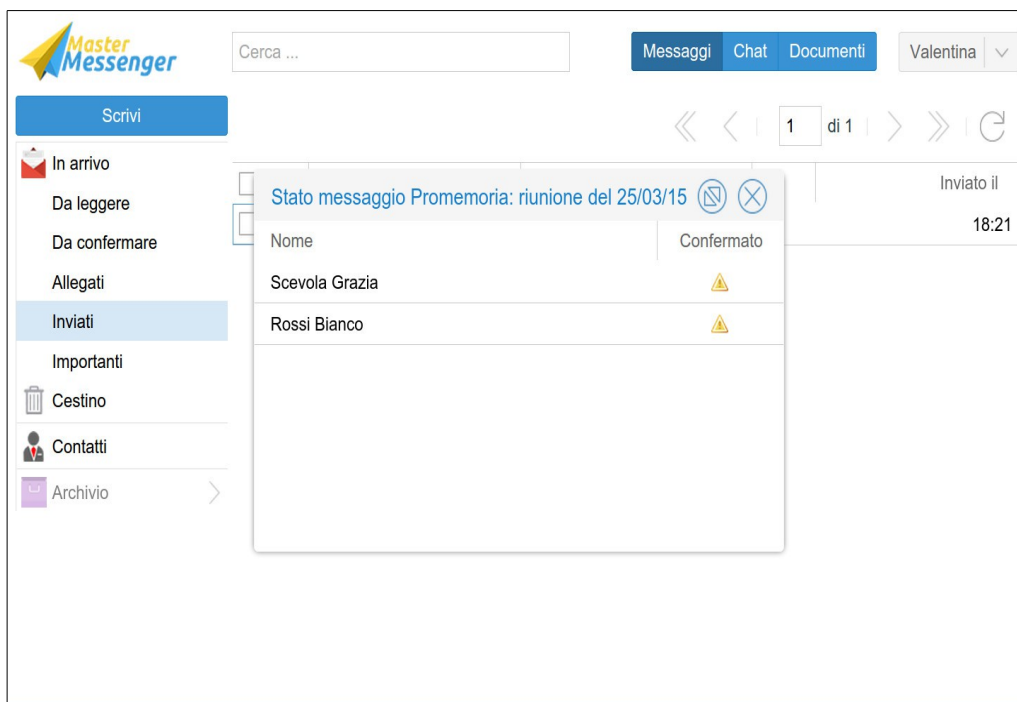 Master
Messenger
Cerca ...
Messaggi Chat Documenti
Valentina
Scrivi
1 di 1
In arrivo
Da leggere
Da confermare
Allegati
Inviati
Importanti
Cestino
Contatti
Archivio
Inviato il
18:21
Stato messaggio Promemoria: riunione del 25/03/15
Nome Confermato
Scevola Grazia
Rossi Bianco